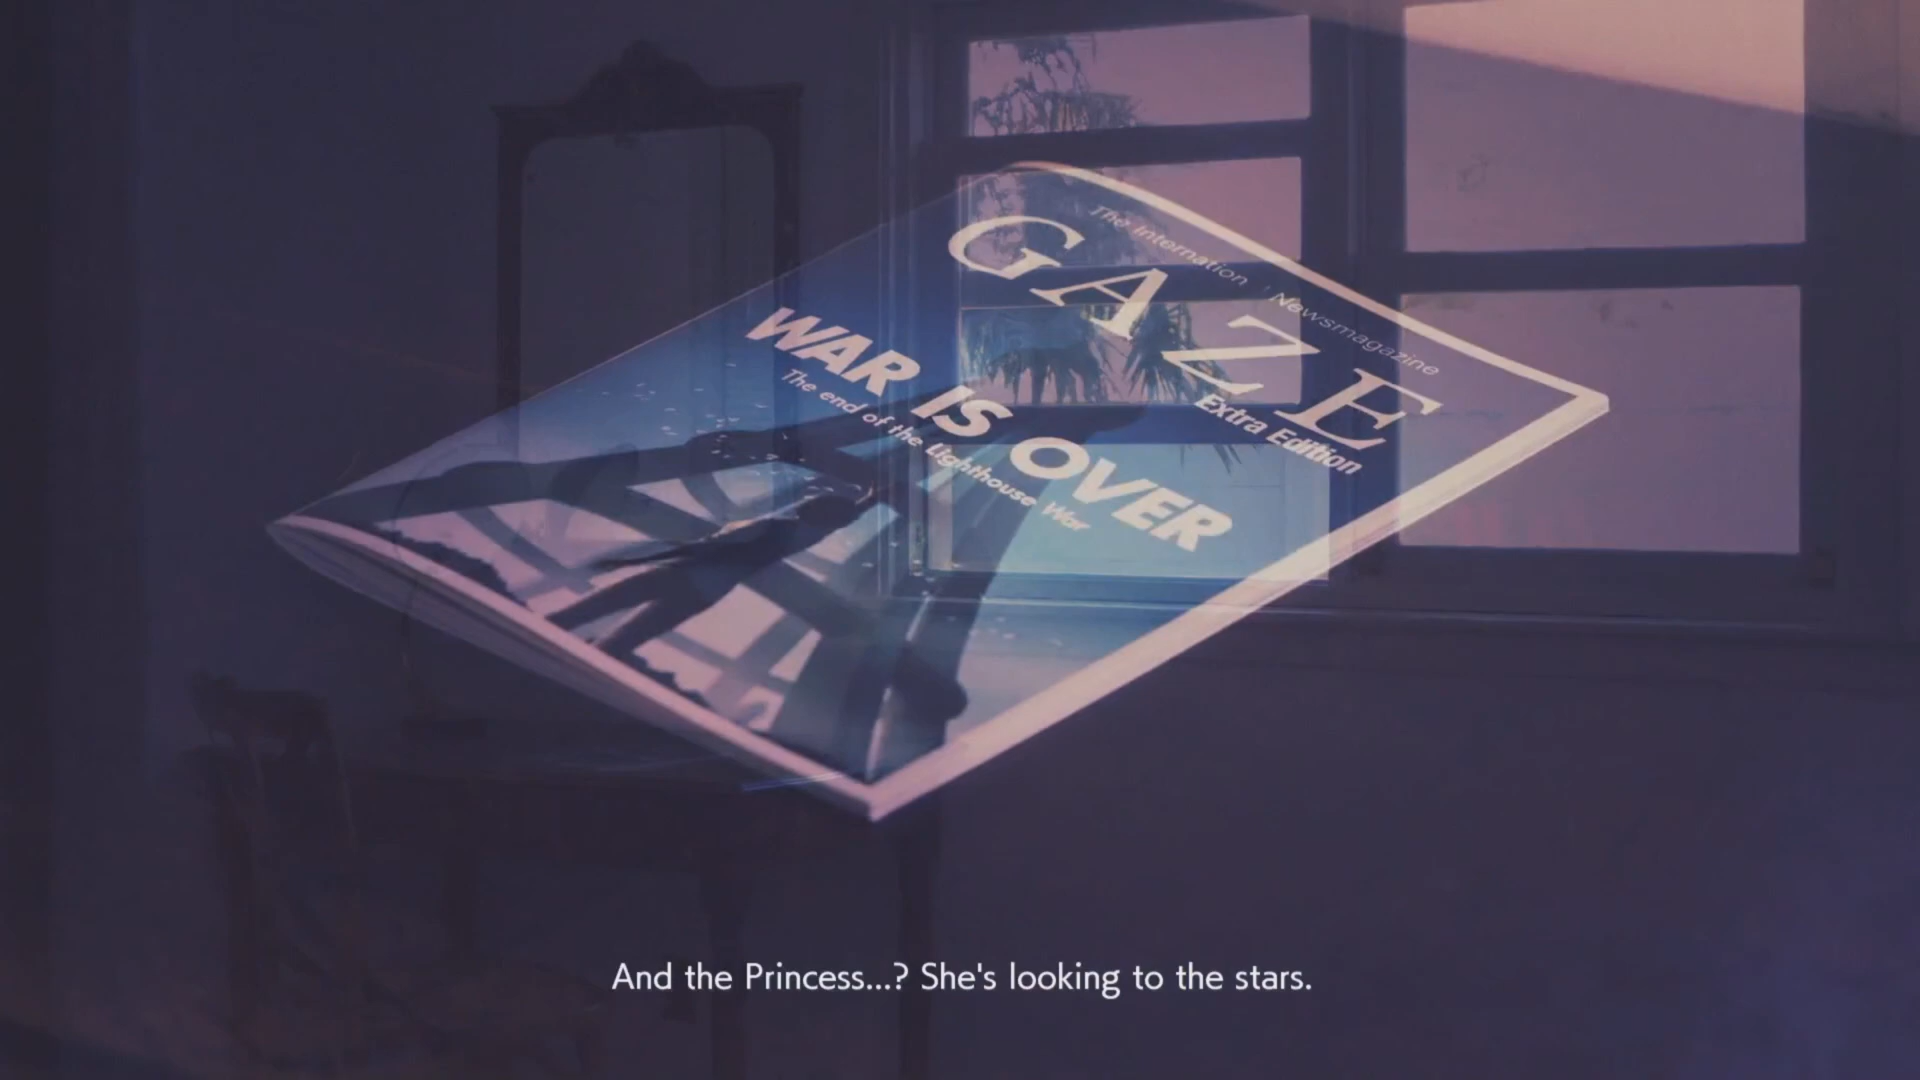 The Internation ' Newsmagazine
GAZE
Extra Edition
WAR IS OVER
The end of the Lighthouse War
And the Princess...? She's looking to the stars.